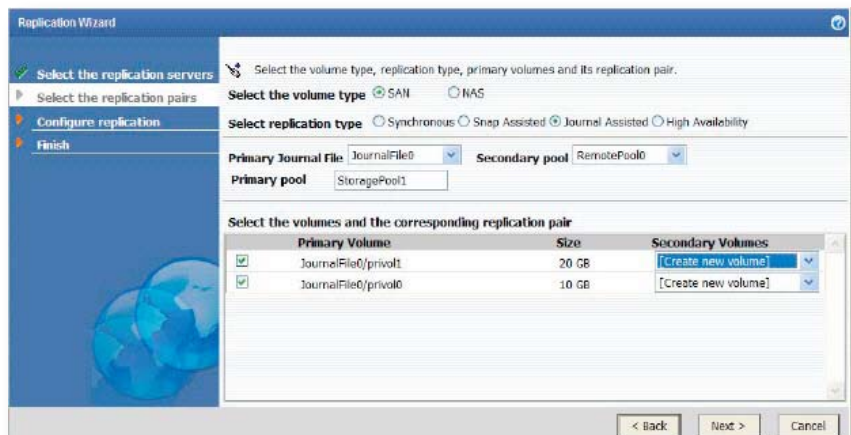 Replication Wizard
Select the replication servers
Select the replication pairs
Configure replication
Finish
Select the volume type, replication type, primary volumes and its replication pair.
Select the volume type SAN NAS
Select replication type Synchronous Snap Assisted Journal Assisted High Availability
Primary Journal File JournalFile0 Secondary pool RemotePool0
Primary pool StoragePool1
Select the volumes and the corresponding replication pair
Primary Volume Size Secondary Volumes
JournalFile0/privol1 20 GB [Create new volume]
JournalFile0/privol0 10 GB [Create new volume]
< Back Next > Cancel